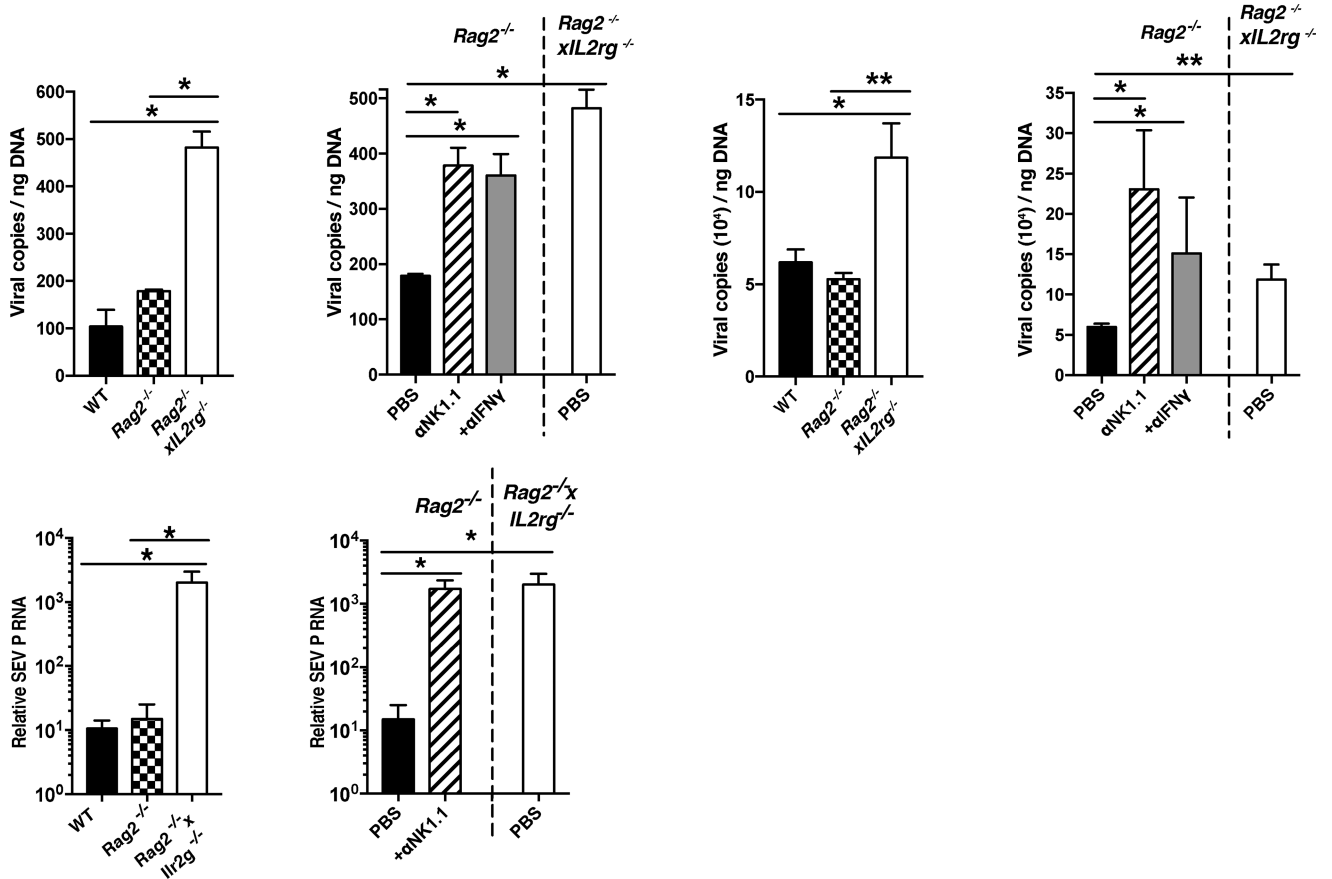 Viral copies / ng DNA
600
500
400
300
200
100
0
*
*
WT
Rag2-/-
Rag2-/-
xIL2rg-/-
Rag2-/-
Rag2 -/-
xIL2rg -/-
Viral copies / ng DNA
500
400
300
200
100
0
*
*
*
PBS
αNK1.1
+αIFNγ
PBS
Viral copies (10⁴) / ng DNA
15
10
5
0
**
*
WT
Rag2-/-
Rag2-/-
xIL2rg-/-
Rag2-/-
Rag2 -/-
xIL2rg -/-
Viral copies (10⁴) / ng DNA
35
30
25
20
15
10
5
0
**
*
*
PBS
αNK1.1
+αIFNγ
PBS
Relative SEV P RNA
10⁴
10³
10²
10¹
10⁰
*
*
WT
Rag2 -/-
Rag2 -/- x
IIr2g -/-
Rag2-/-
Rag2-/-x
IL2rg-/-
Relative SEV P RNA
10⁴
10³
10²
10¹
10⁰
*
*
PBS
+αNK1.1
PBS